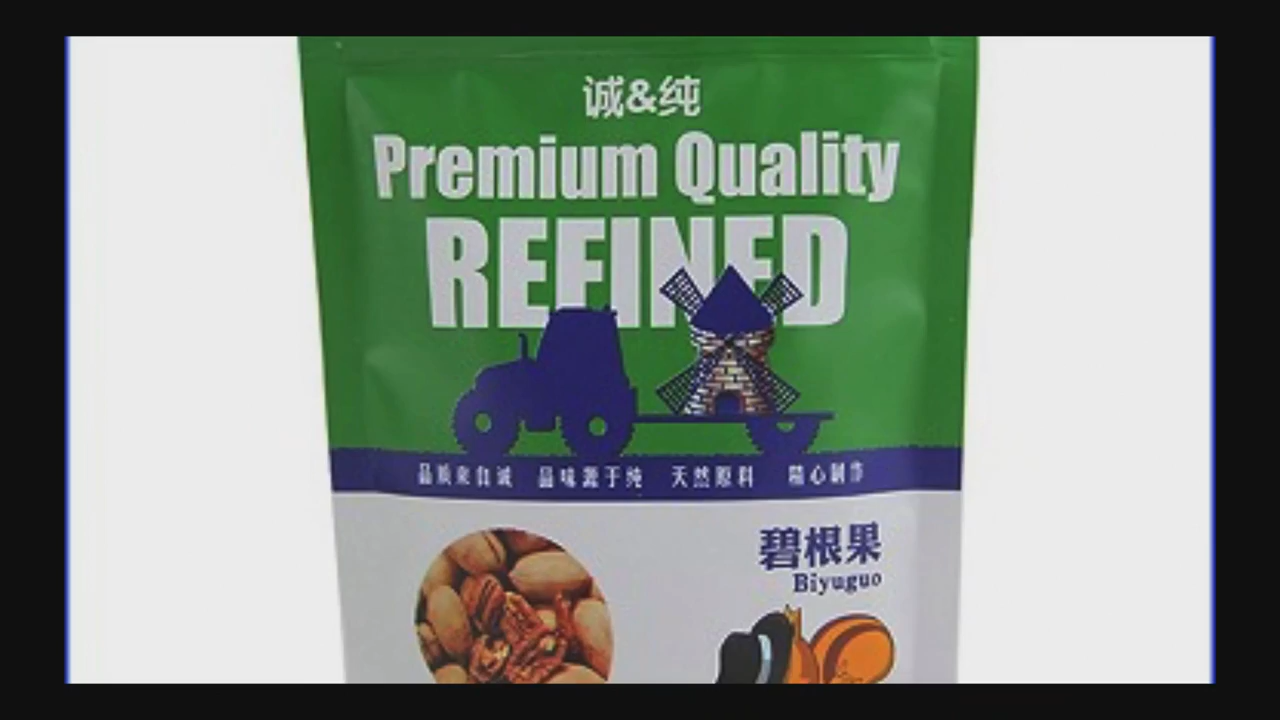 诚&纯
Premium Quality
REFINED
品质来自诚 品味源于纯 天然原料 精心制作
碧根果
Biyuguo